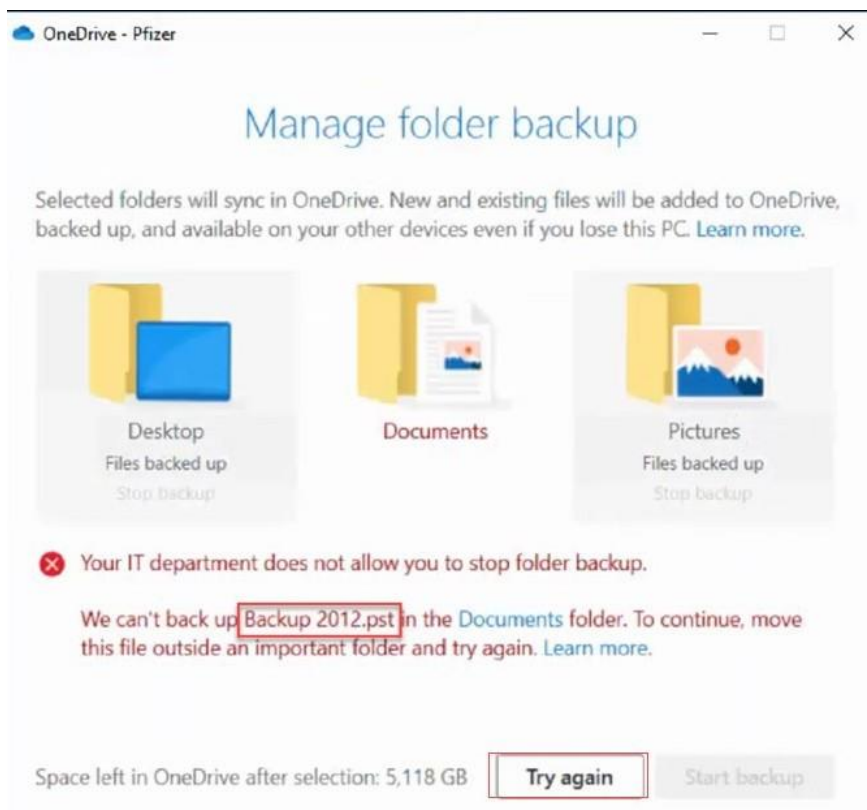 OneDrive - Pfizer
Manage folder backup
Selected folders will sync in OneDrive. New and existing files will be added to OneDrive,
backed up, and available on your other devices even if you lose this PC. Learn more.
Desktop
Files backed up
Stop backup
Documents
Pictures
Files backed up
Stop backup
Your IT department does not allow you to stop folder backup.
We can't back up Backup 2012.pst in the Documents folder. To continue, move
this file outside an important folder and try again. Learn more.
Space left in OneDrive after selection: 5,118 GB
Try again
Start backup